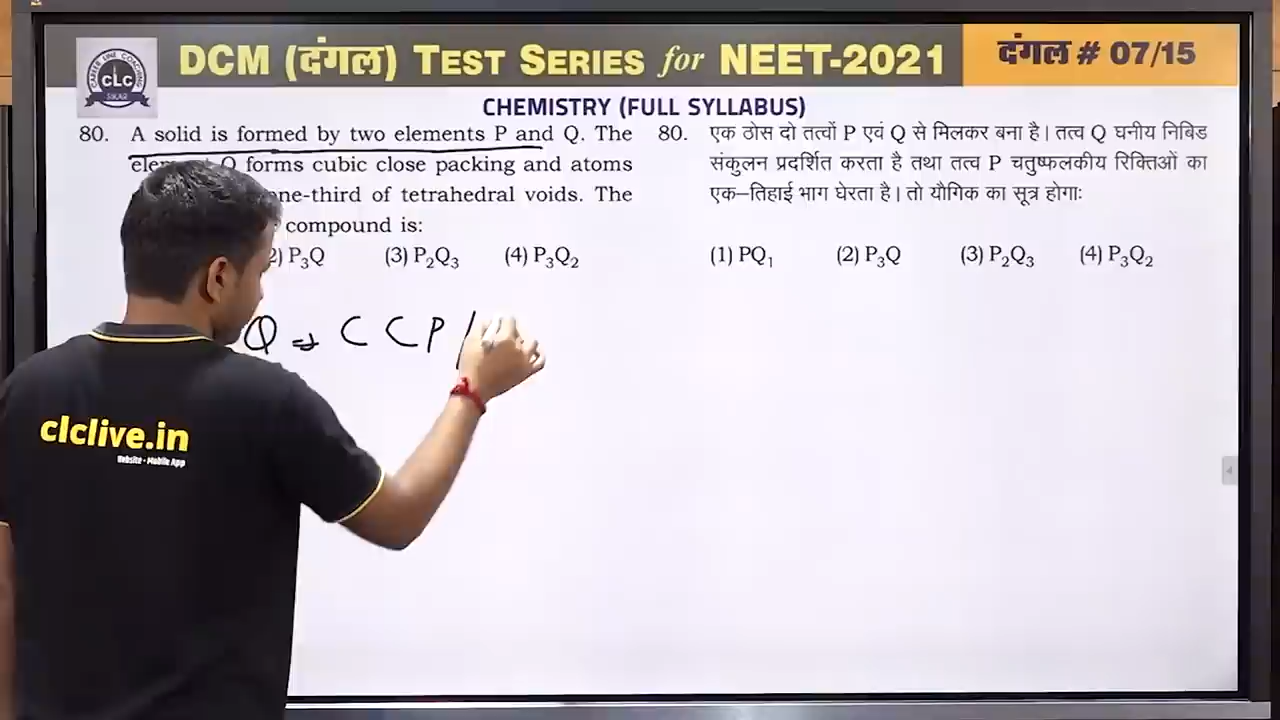 DCM (दंगल) TEST SERIES for NEET-2021
दंगल # 07/15
CLC
SIKAR
CHEMISTRY (FULL SYLLABUS)
80. A solid is formed by two elements P and Q. The
Q forms cubic close packing and atoms
ne-third of tetrahedral voids. The
compound is:
2) P₃Q (3) P₂Q₃ (4) P₃Q₂
80. एक ठोस दो तत्वों P एवं Q से मिलकर बना है। तत्व Q घनीय निबिड
संकुलन प्रदर्शित करता है तथा तत्व P चतुष्फलकीय रिक्तिओं का
एक–तिहाई भाग घेरता है। तो यौगिक का सूत्र होगाः
(1) PQ₁ (2) P₃Q (3) P₂Q₃ (4) P₃Q₂
Q ⇒ CCP/
clclive.in
Website - Mobile App